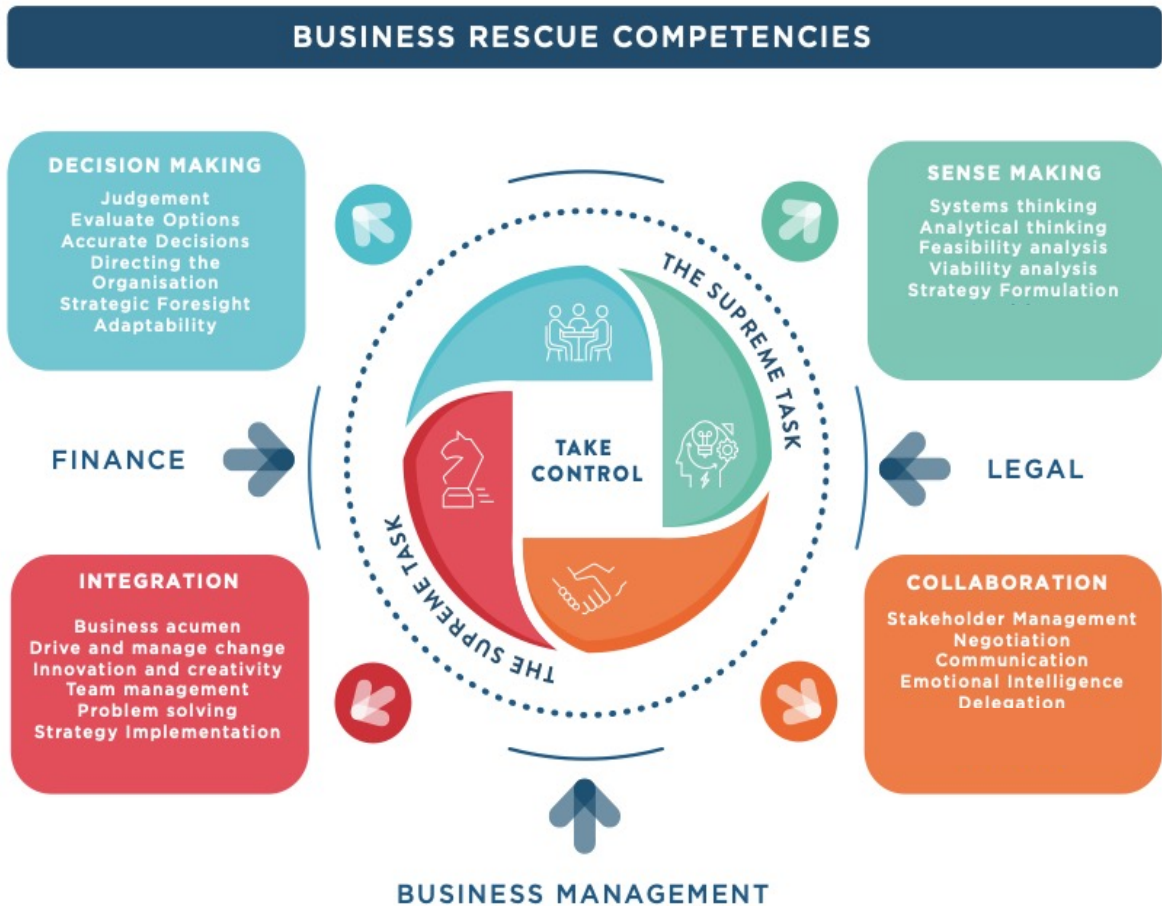 BUSINESS RESCUE COMPETENCIES
DECISION MAKING
Judgement
Evaluate Options
Accurate Decisions
Directing the
Organisation
Strategic Foresight
Adaptability
SENSE MAKING
Systems thinking
Analytical thinking
Feasibility analysis
Viability analysis
Strategy Formulation
THE SUPREME TASK
TAKE
CONTROL
THE SUPREME TASK
FINANCE
LEGAL
INTEGRATION
Business acumen
Drive and manage change
Innovation and creativity
Team management
Problem solving
Strategy Implementation
COLLABORATION
Stakeholder Management
Negotiation
Communication
Emotional Intelligence
Delegation
BUSINESS MANAGEMENT